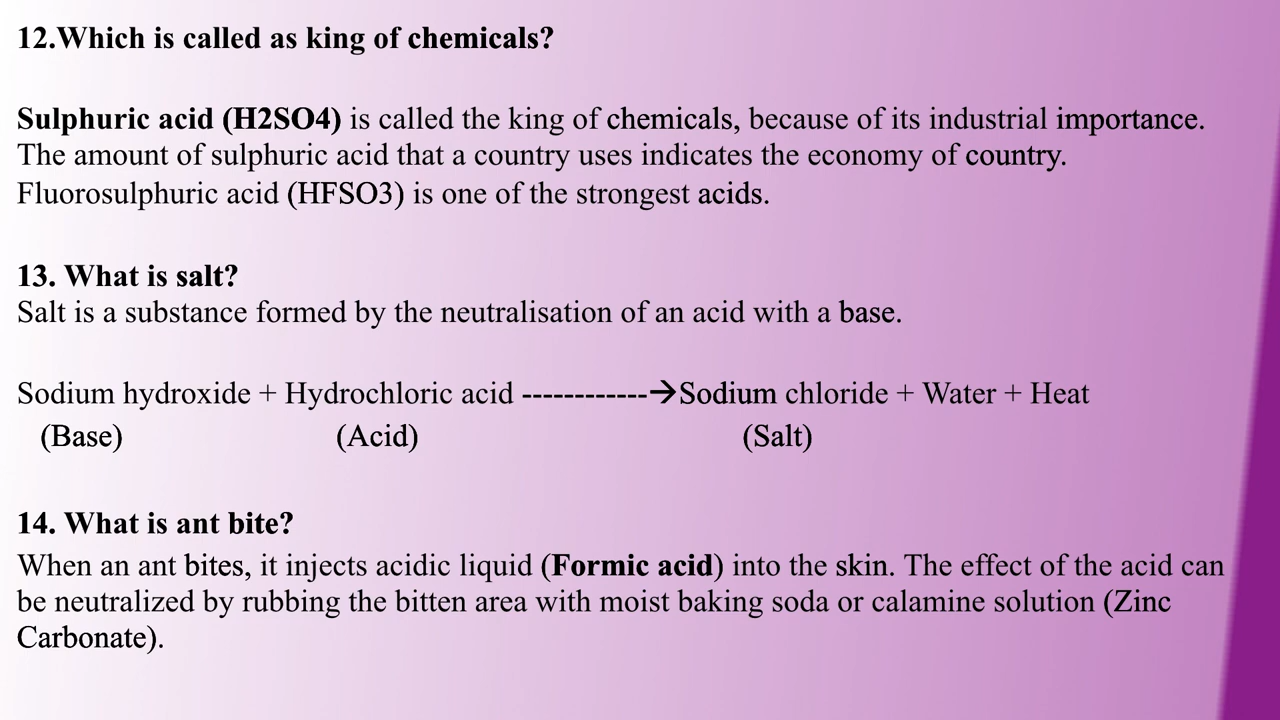 12.Which is called as king of chemicals?
Sulphuric acid (H2SO4) is called the king of chemicals, because of its industrial importance.
The amount of sulphuric acid that a country uses indicates the economy of country.
Fluorosulphuric acid (HFSO3) is one of the strongest acids.
13. What is salt?
Salt is a substance formed by the neutralisation of an acid with a base.
Sodium hydroxide + Hydrochloric acid ------------→Sodium chloride + Water + Heat
(Base) (Acid) (Salt)
14. What is ant bite?
When an ant bites, it injects acidic liquid (Formic acid) into the skin. The effect of the acid can
be neutralized by rubbing the bitten area with moist baking soda or calamine solution (Zinc
Carbonate).